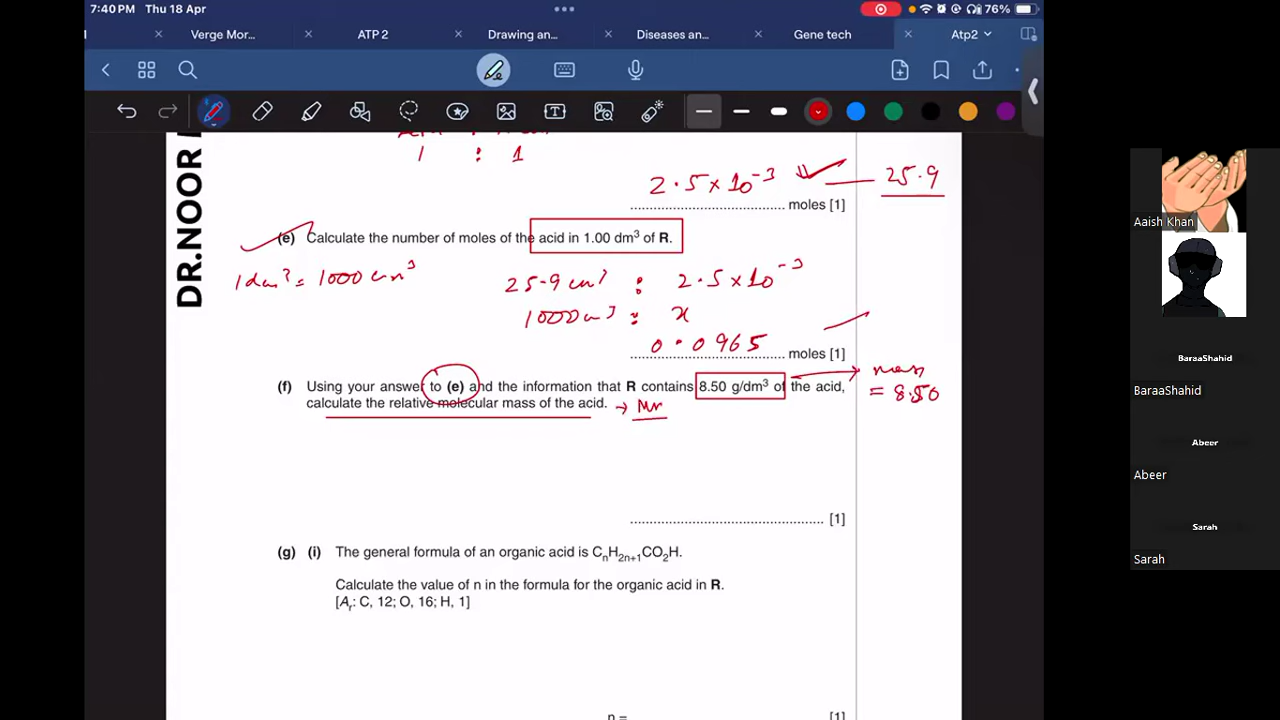 7:40 PM Thu 18 Apr
76%
Verge Mor...
ATP 2
Drawing an...
Diseases an...
Gene tech
Atp2
1 : 1
2.5x10⁻³
moles [1]
25.9
DR.NOOR
(e) Calculate the number of moles of the acid in 1.00 dm³ of R.
1dm³ = 1000 cm³
25.9 cm³ : 2.5x10⁻³
1000 cm³ : x
0.0965
moles [1]
(f) Using your answer to (e) and the information that R contains 8.50 g/dm³ of the acid,
calculate the relative molecular mass of the acid. → Mr
mass
= 8.50
[1]
(g) (i) The general formula of an organic acid is CₙH₂ₙ₊₁CO₂H.
Calculate the value of n in the formula for the organic acid in R.
[Aᵣ: C, 12; O, 16; H, 1]
n =
[1]
Aaish Khan
BaraaShahid
BaraaShahid
Abeer
Abeer
Sarah
Sarah